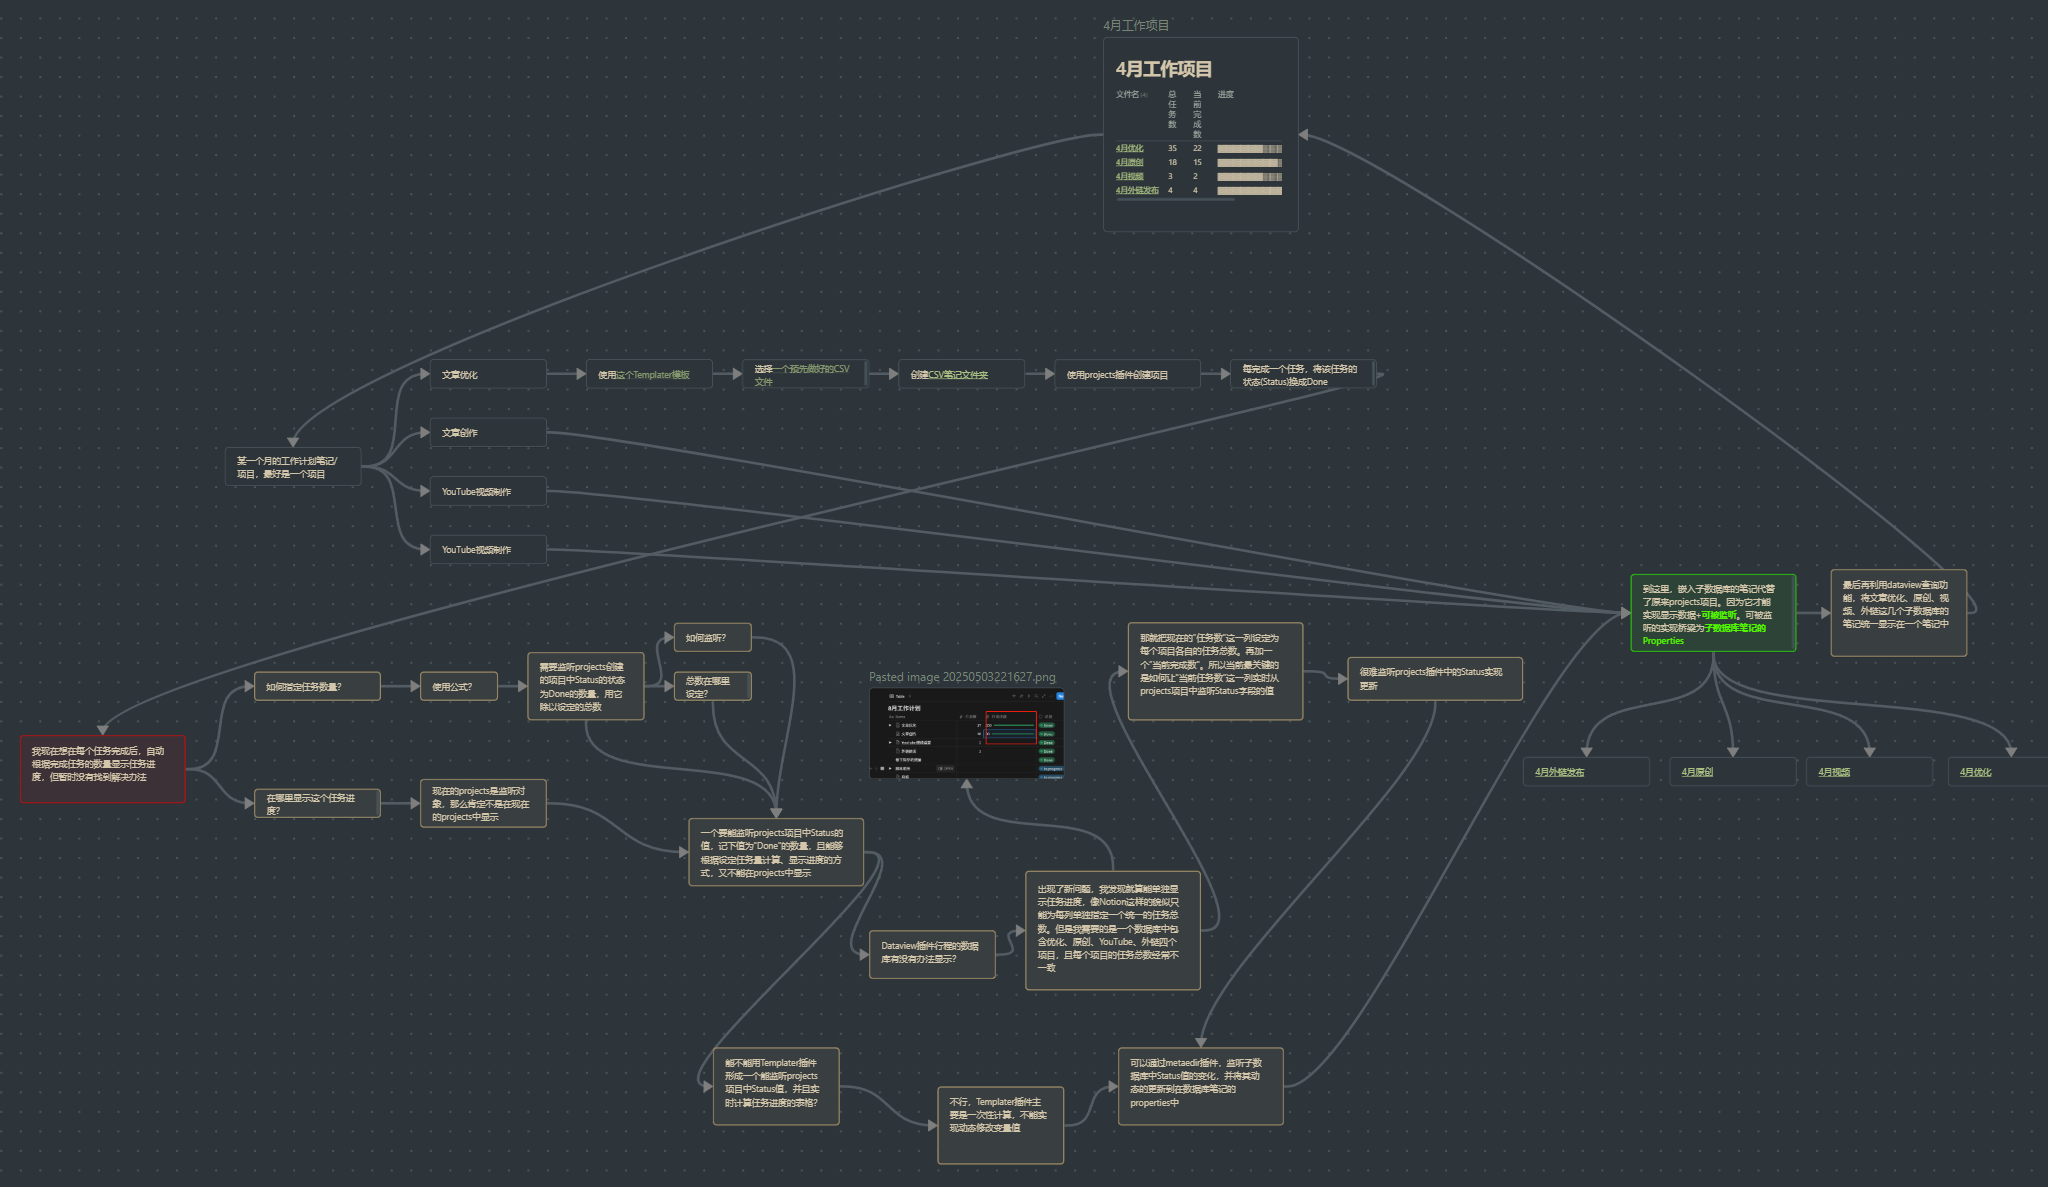 4月工作项目
4月工作项目
文件名 总任务数 当前完成数 进度
4月优化 35 22
4月原创 18 15
4月视频 3 2
4月外链发布 4 4
文章优化
使用这个Templater模板
选择一个预先做好的CSV
文件
创建CSV笔记文件夹
使用projects插件创建项目
每完成一个任务，将该任务的
状态(Status)换成Done
文章创作
某一个月的工作计划笔记/
项目，最好是一个项目
YouTube视频制作
YouTube视频制作
到这里，嵌入子数据库的笔记代替
了原来projects项目。因为它才能
实现显示数据+可被监听。可被监
听的实现桥梁为子数据库笔记的
Properties
最后再利用dataview查询功
能，将文章优化、原创、视
频、外链这几个子数据库的
笔记统一显示在一个笔记中
4月外链发布
4月原创
4月视频
4月优化
如何监听？
总数在哪里
设定？
需要监听projects创建
的项目中Status的状态
为Done的数量，用它
除以设定的总数
使用公式？
如何指定任务数量？
我现在想在每个任务完成后，自动
根据完成任务的数量显示任务进
度，但暂时没有找到解决办法
在哪里显示这个任务进
度？
现在的projects是监听对
象，那么肯定不是在现在
的projects中显示
一个要能监听projects项目中Status的
值，记下值为"Done"的数量，且能够
根据设定任务量计算、显示进度的方
式，又不能在projects中显示
Pasted image 20250503221627.png
Table
8月工作计划
那就把现在的"任务数"这一列设定为
每个项目各自的任务总数。再加一
个"当前完成数"。所以当前最关键的
是如何让"当前任务数"这一列实时从
projects项目中监听Status字段的值
很难监听projects插件中的Status实现
更新
Dataview插件行程的数据
库有没有办法显示？
出现了新问题，我发现就算能单独显
示任务进度，像Notion这样的貌似只
能为每列单独指定一个统一的任务总
数。但是我需要的是一个数据库中包
含优化、原创、YouTube、外链四个
项目，且每个项目的任务总数经常不
一致
能不能用Templater插件
形成一个能监听projects
项目中Status值，并且实
时计算任务进度的表格？
不行，Templater插件主
要是一次性计算，不能实
现动态修改变量值
可以通过metaedir插件，监听子数
据库中Status值的变化，并将其动
态的更新到在数据库笔记的
properties中